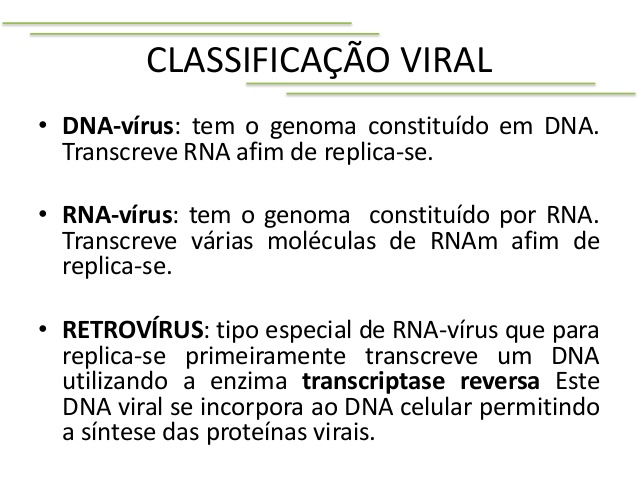 CLASSIFICAÇÃO VIRAL
• DNA-vírus: tem o genoma constituído em DNA.
Transcreve RNA afim de replica-se.
• RNA-vírus: tem o genoma constituído por RNA.
Transcreve várias moléculas de RNAm afim de
replica-se.
• RETROVÍRUS: tipo especial de RNA-vírus que para
replica-se primeiramente transcreve um DNA
utilizando a enzima transcriptase reversa Este
DNA viral se incorpora ao DNA celular permitindo
a síntese das proteínas virais.